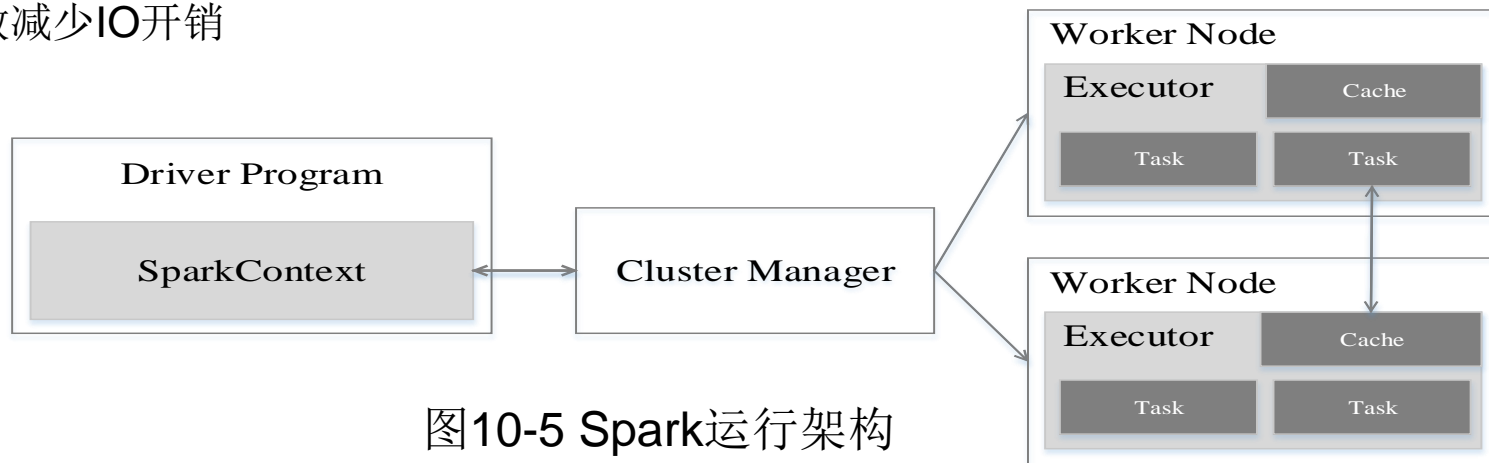 减少IO开销
Driver Program
SparkContext
Cluster Manager
Worker Node
Executor
Cache
Task
Task
Worker Node
Executor
Cache
Task
Task
图10-5 Spark运行架构